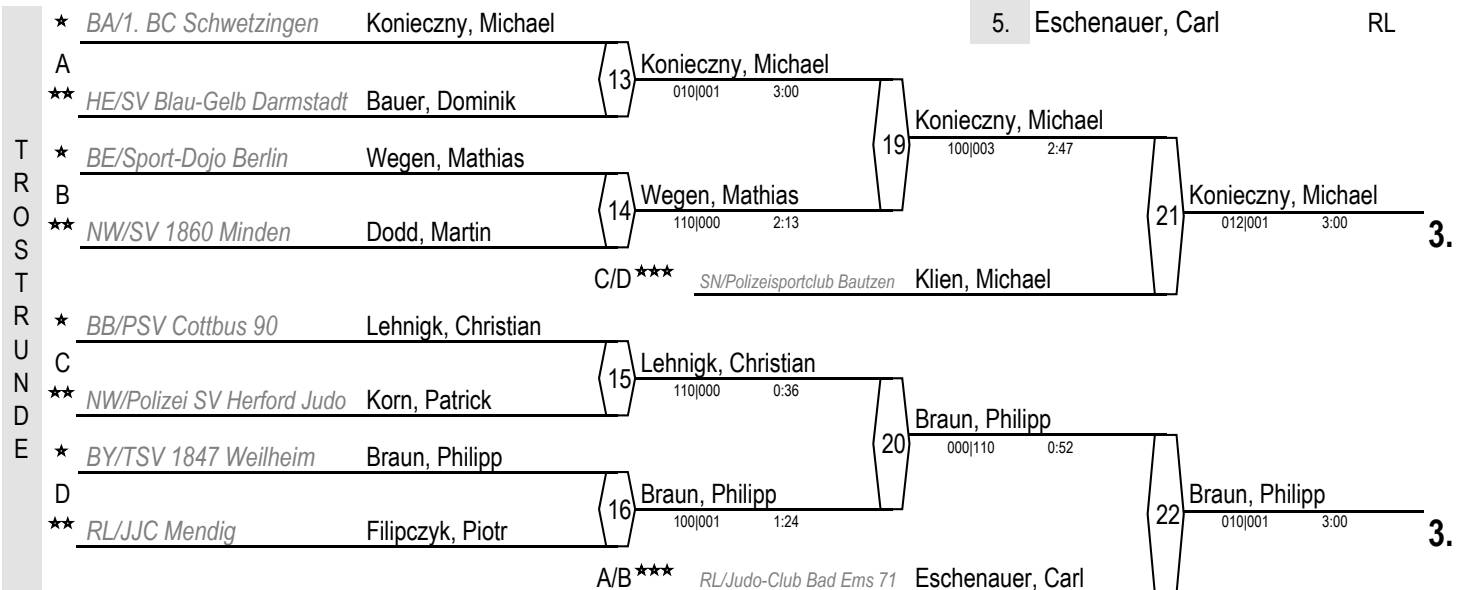 ★ BA/1. BC Schwetzingen Konieczny, Michael
5. Eschenauer, Carl RL
A
13 Konieczny, Michael
010|001 3:00
★★ HE/SV Blau-Gelb Darmstadt Bauer, Dominik
19 Konieczny, Michael
100|003 2:47
★ BE/Sport-Dojo Berlin Wegen, Mathias
B
14 Wegen, Mathias
110|000 2:13
21 Konieczny, Michael
012|001 3:00
3.
★★ NW/SV 1860 Minden Dodd, Martin
C/D ★★★ SN/Polizeisportclub Bautzen Klien, Michael
TROSTRUNDE
★ BB/PSV Cottbus 90 Lehnigk, Christian
C
15 Lehnigk, Christian
110|000 0:36
★★ NW/Polizei SV Herford Judo Korn, Patrick
20 Braun, Philipp
000|110 0:52
★ BY/TSV 1847 Weilheim Braun, Philipp
D
16 Braun, Philipp
100|001 1:24
22 Braun, Philipp
010|001 3:00
3.
★★ RL/JJC Mendig Filipczyk, Piotr
A/B ★★★ RL/Judo-Club Bad Ems 71 Eschenauer, Carl